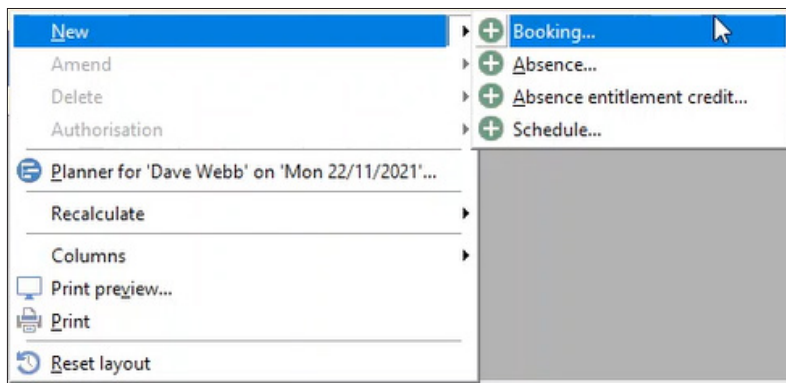 New
Amend
Delete
Authorisation
Planner for 'Dave Webb' on 'Mon 22/11/2021'...
Recalculate
Columns
Print preview...
Print
Reset layout
Booking...
Absence...
Absence entitlement credit...
Schedule...